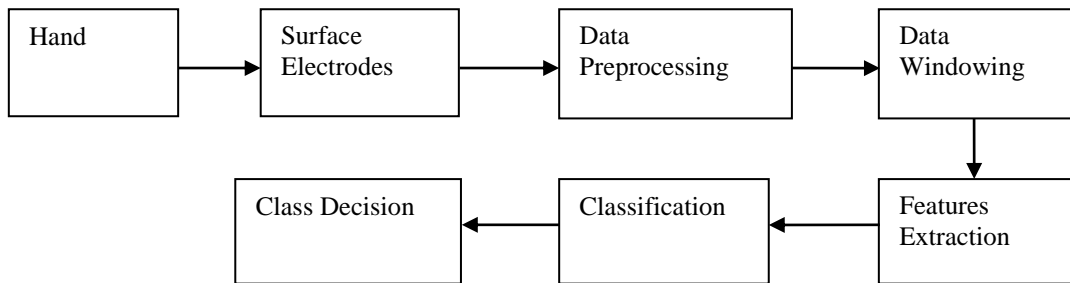 Hand
Surface
Electrodes
Data
Preprocessing
Data
Windowing
Features
Extraction
Classification
Class Decision